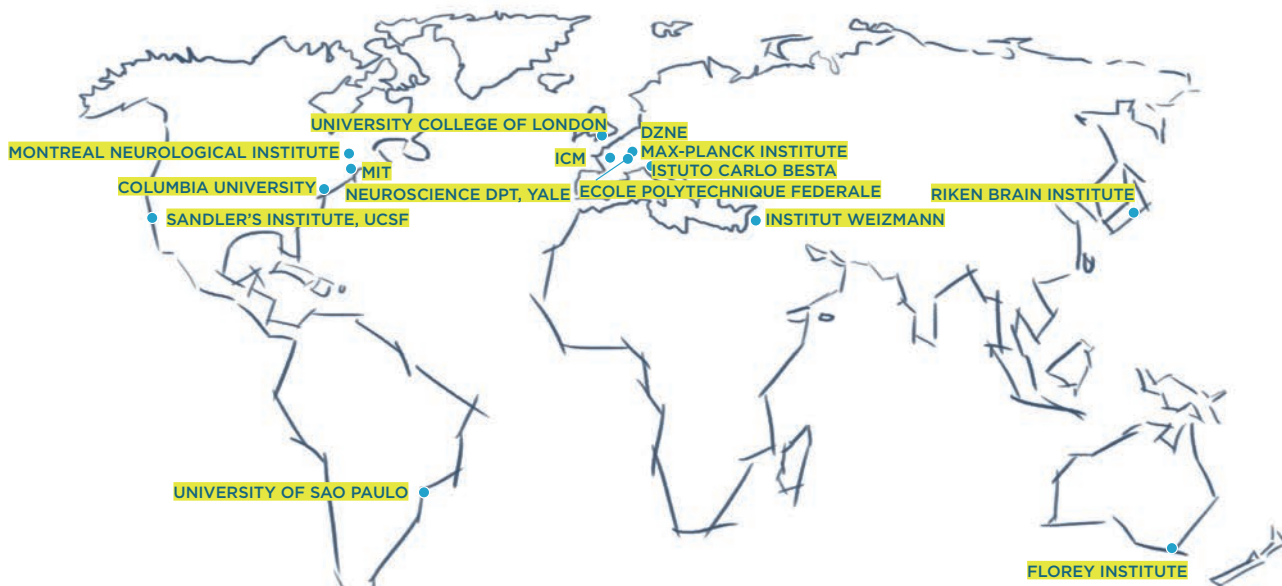 UNIVERSITY COLLEGE OF LONDON
DZNE
MONTREAL NEUROLOGICAL INSTITUTE
ICM
MAX-PLANCK INSTITUTE
MIT
ISTUTO CARLO BESTA
COLUMBIA UNIVERSITY
NEUROSCIENCE DPT, YALE
ECOLE POLYTECHNIQUE FEDERALE
RIKEN BRAIN INSTITUTE
SANDLER'S INSTITUTE, UCSF
INSTITUT WEIZMANN
UNIVERSITY OF SAO PAULO
FLOREY INSTITUTE